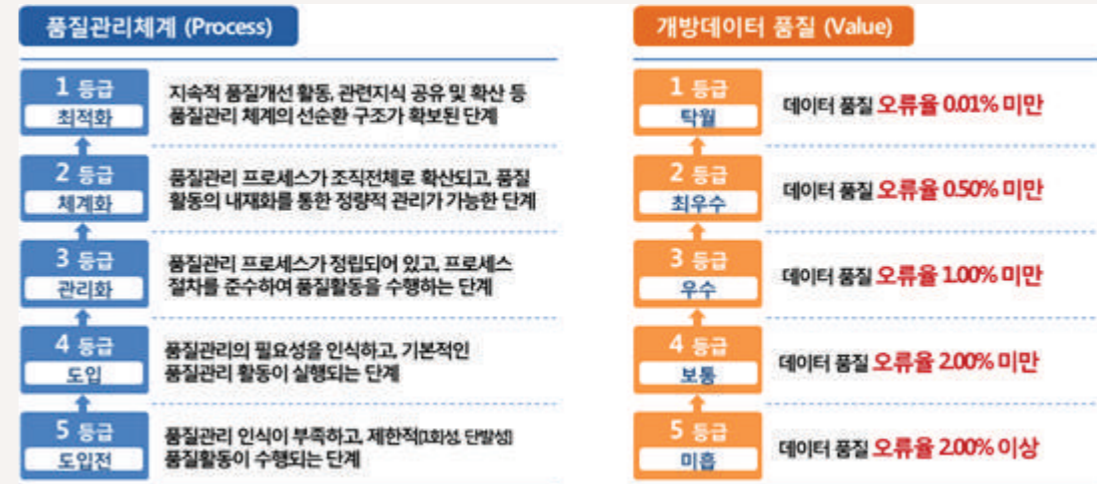 품질관리체계 (Process)
1 등급
최적화
지속적 품질개선 활동, 관련지식 공유 및 확산 등
품질관리 체계의 선순환 구조가 확보된 단계
2 등급
체계화
품질관리 프로세스가 조직전체로 확산되고, 품질
활동의 내재화를 통한 정량적 관리가 가능한 단계
3 등급
관리화
품질관리 프로세스가 정립되어 있고, 프로세스
절차를 준수하여 품질활동을 수행하는 단계
4 등급
도입
품질관리의 필요성을 인식하고, 기본적인
품질관리 활동이 실행되는 단계
5 등급
도입전
품질관리 인식이 부족하고, 제한적[1회성, 단발성]
품질활동이 수행되는 단계
개방데이터 품질 (Value)
1 등급
탁월
데이터 품질 오류율 0.01% 미만
2 등급
최우수
데이터 품질 오류율 0.50% 미만
3 등급
우수
데이터 품질 오류율 1.00% 미만
4 등급
보통
데이터 품질 오류율 2.00% 미만
5 등급
미흡
데이터 품질 오류율 2.00% 이상